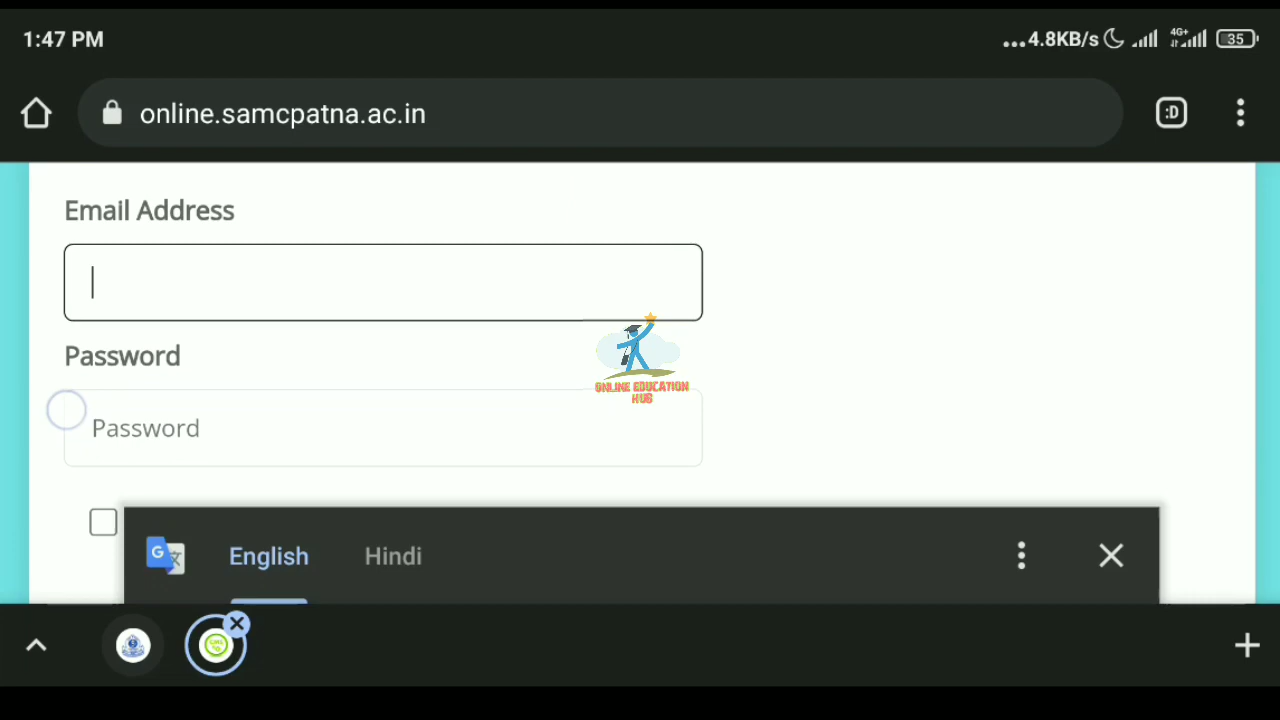 1:47 PM
...4.8KB/s 4G+ 35
online.samcpatna.ac.in
:D
Email Address
Password
ONLINE EDUCATION
HUB
Password
G English Hindi